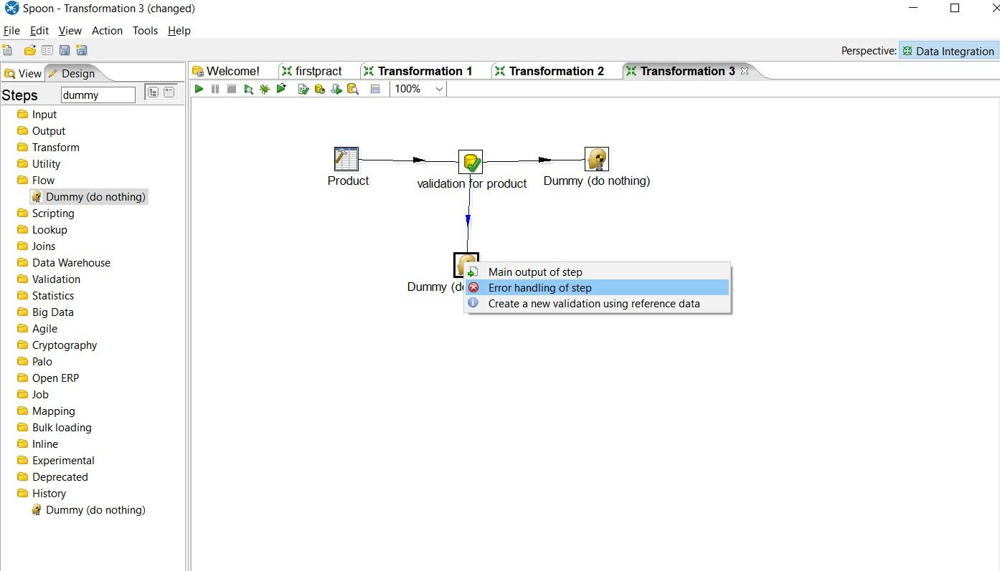 Spoon - Transformation 3 (changed)
File Edit View Action Tools Help
Perspective: Data Integration
View Design
Welcome! firstpract Transformation 1 Transformation 2 Transformation 3
Steps dummy
100%
Input
Output
Transform
Utility
Flow
Dummy (do nothing)
Scripting
Lookup
Joins
Data Warehouse
Validation
Statistics
Big Data
Agile
Cryptography
Palo
Open ERP
Job
Mapping
Bulk loading
Inline
Experimental
Deprecated
History
Dummy (do nothing)
Product
validation for product
Dummy (do nothing)
Dummy (do
Main output of step
Error handling of step
Create a new validation using reference data